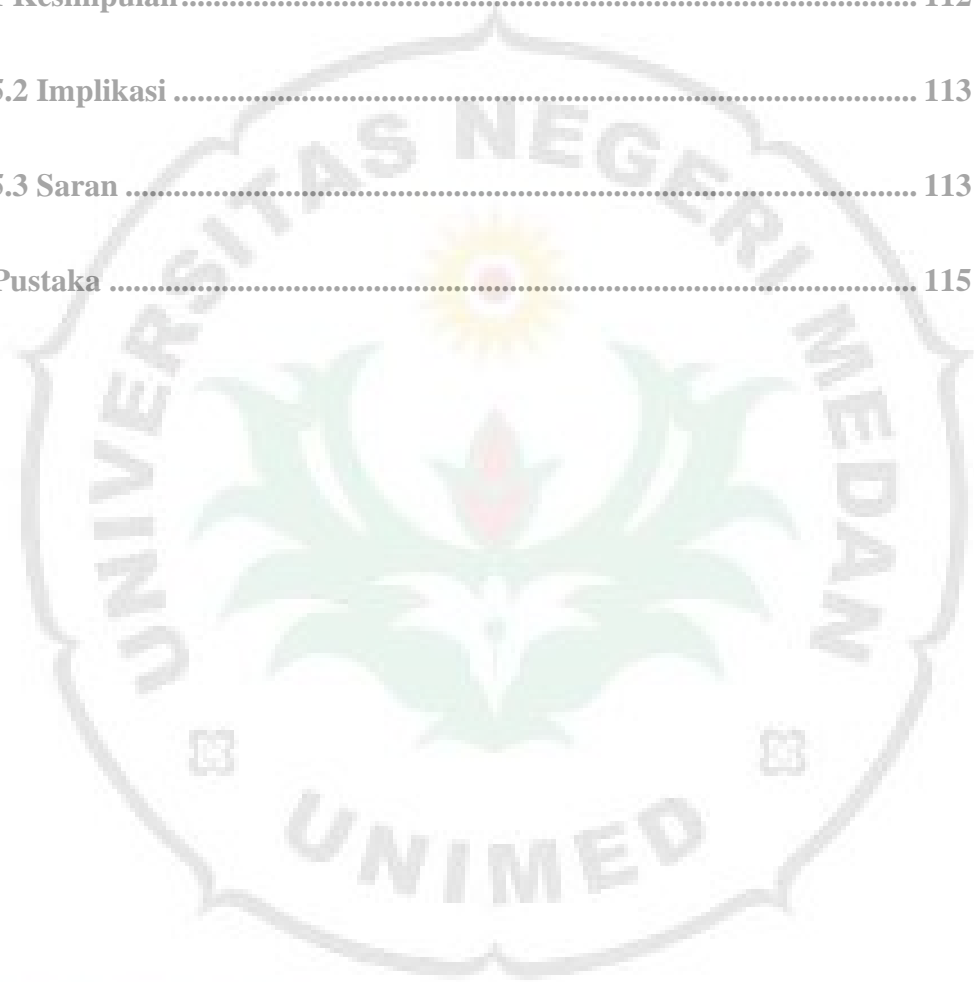 Kesimpulan ........................................................................................ 112
5.2 Implikasi ........................................................................................ 113
5.3 Saran ........................................................................................ 113
Pustaka ........................................................................................ 115
UNIVERSITAS NEGERI MEDAN
UNIMED